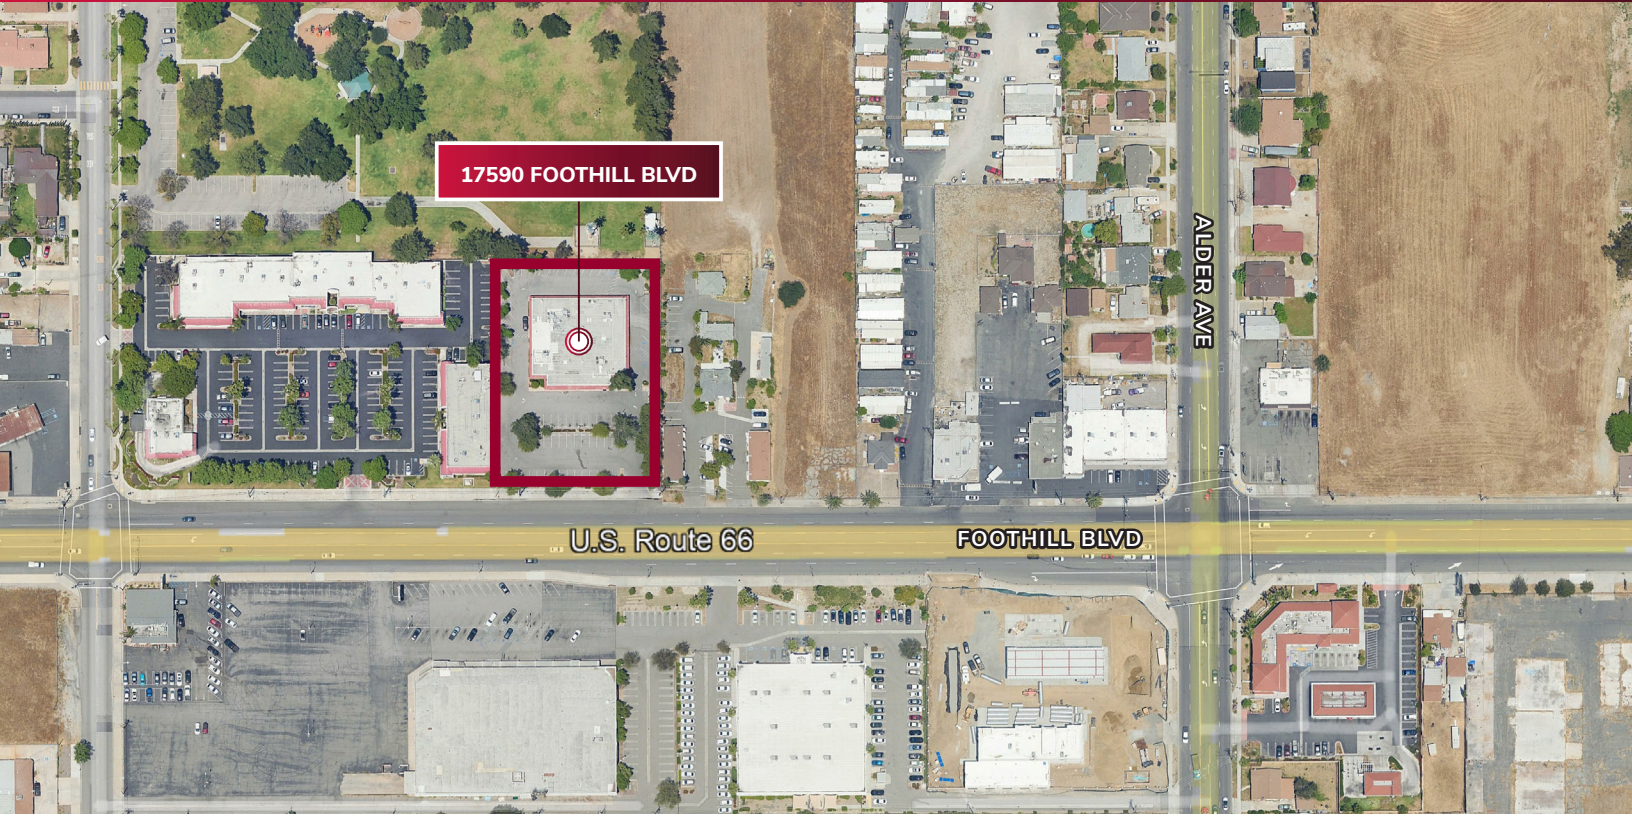 17590 FOOTHILL BLVD
ALDER AVE
U.S. Route 66
FOOTHILL BLVD